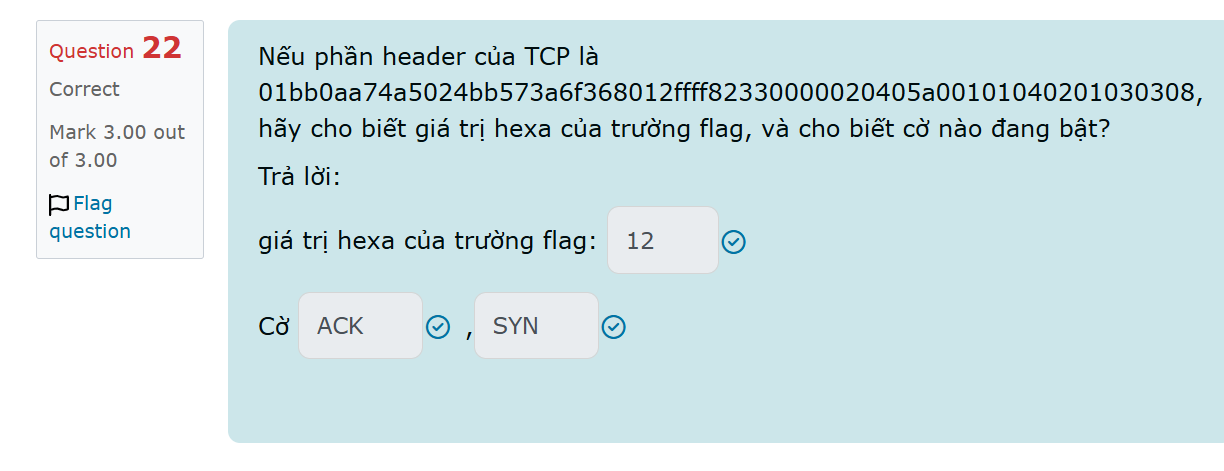 Question 22
Correct
Mark 3.00 out
of 3.00
Flag
question
Nếu phần header của TCP là
01bb0aa74a5024bb573a6f368012ffff82330000020405a00101040201030308,
hãy cho biết giá trị hexa của trường flag, và cho biết cờ nào đang bật?
Trả lời:
giá trị hexa của trường flag: 12
Cờ ACK , SYN